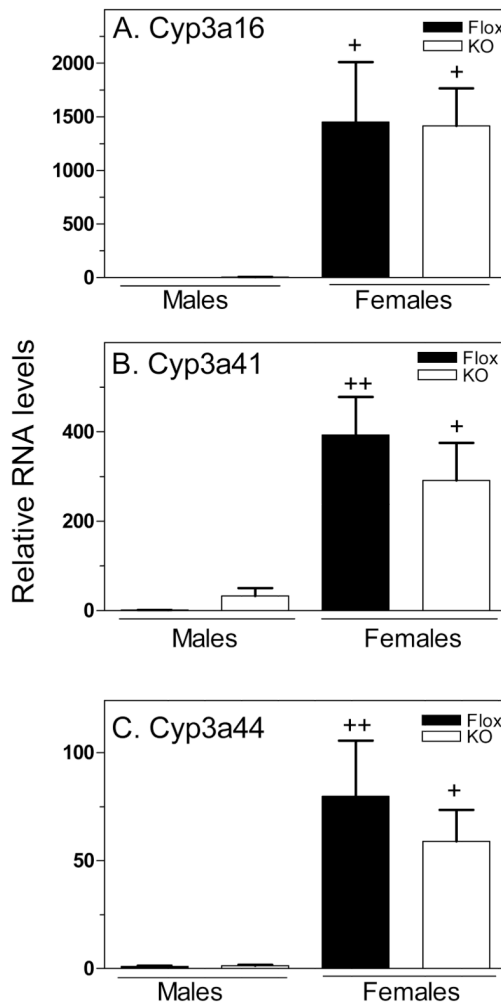 Relative RNA levels
A. Cyp3a16
Flox
KO
+
+
2000
1500
1000
500
0
Males
Females
B. Cyp3a41
Flox
KO
++
+
400
200
0
Males
Females
C. Cyp3a44
Flox
KO
++
+
100
50
0
Males
Females